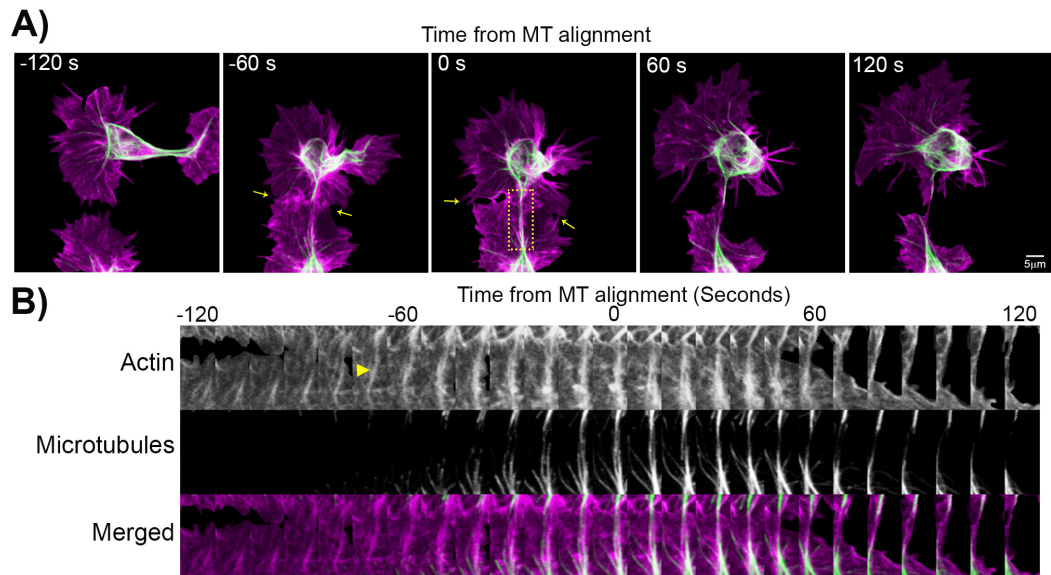 A)
Time from MT alignment
-120 s
-60 s
0 s
60 s
120 s
5μm
B)
Time from MT alignment (Seconds)
-120
-60
0
60
120
Actin
Microtubules
Merged